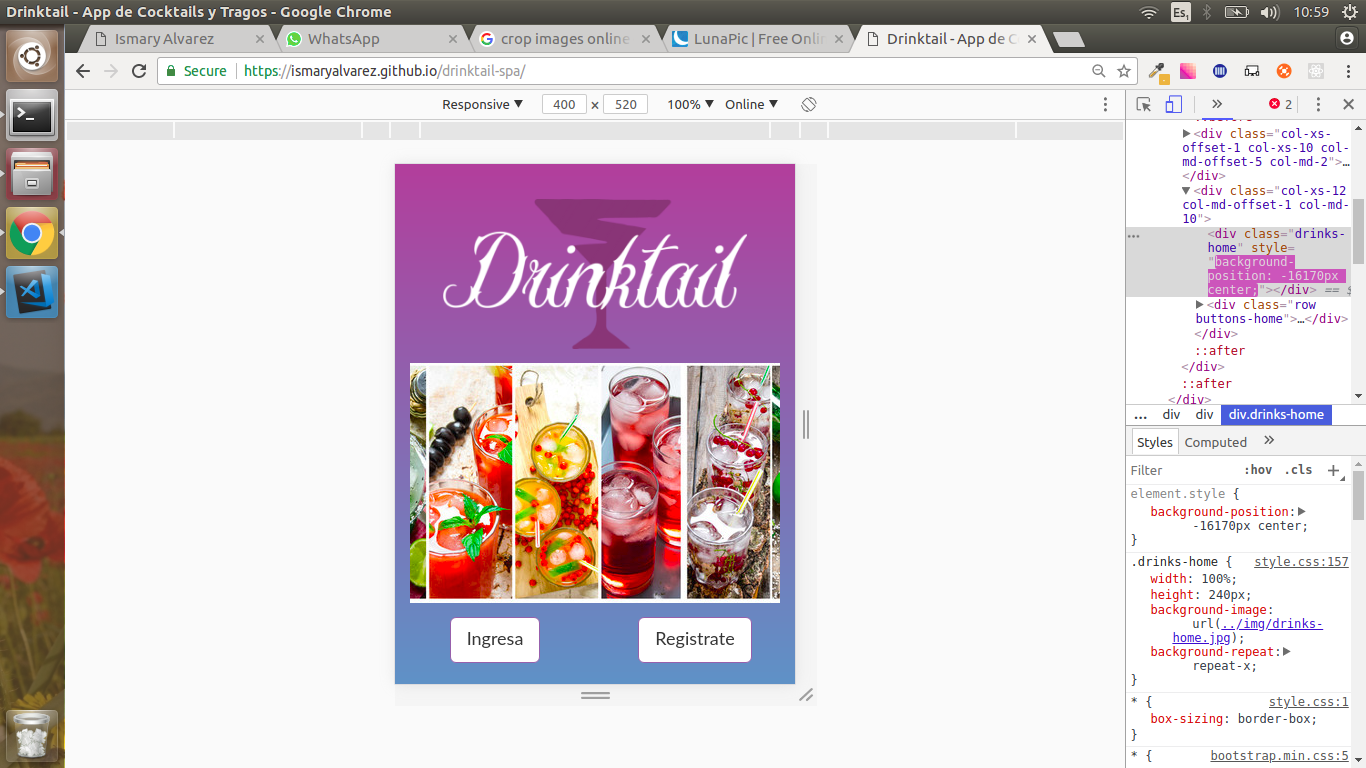 Drinktail - App de Cocktails y Tragos - Google Chrome
Es1
10:59
Ismary Alvarez
WhatsApp
crop images online
LunaPic | Free Onli
Drinktail - App de C
Secure
https://ismaryalvarez.github.io/drinktail-spa/
Responsive ▼ 400 x 520 100% ▼ Online ▼
2
<div class="col-xs-
offset-1 col-xs-10 col-
md-offset-5 col-md-2">…
</div>
<div class="col-xs-12
col-md-offset-1 col-md-
10">
<div class="drinks-
home" style=
"background-
position: -16170px
center;"></div> == $
<div class="row
buttons-home">…</div>
</div>
::after
</div>
::after
</div>
... div div div.drinks-home
Styles Computed »
Filter :hov .cls +
element.style {
background-position:
-16170px center;
}
.drinks-home { style.css:157
width: 100%;
height: 240px;
background-image:
url(../img/drinks-
home.jpg);
background-repeat:
repeat-x;
}
* { style.css:1
box-sizing: border-box;
}
* { bootstrap.min.css:5
Drinktail
Ingresa
Registrate